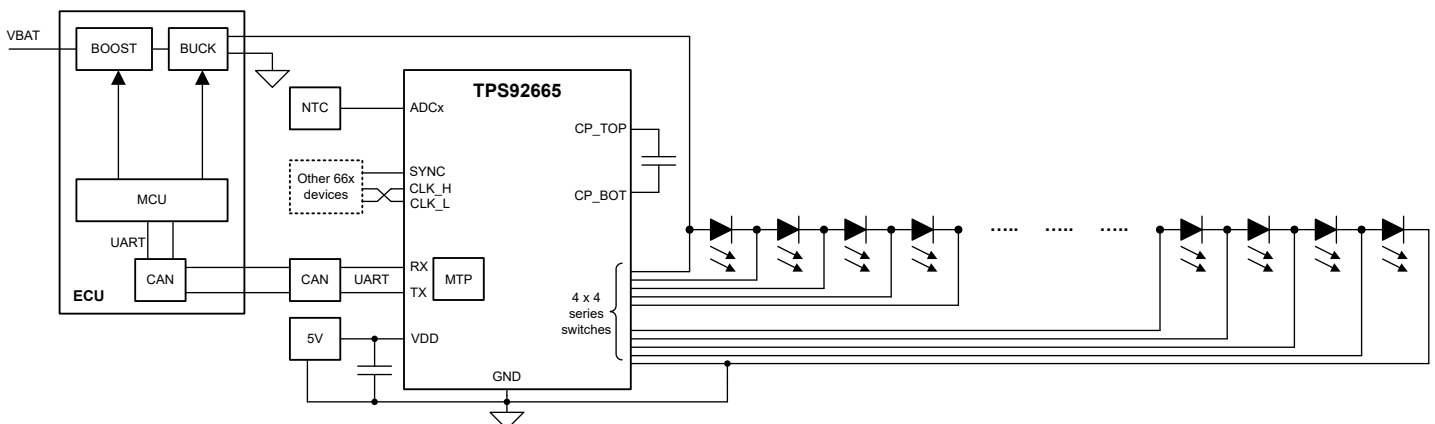 VBAT
BOOST
BUCK
MCU
UART
CAN
ECU
NTC
Other 66x
devices
CAN
UART
5V
TPS92665
ADCx
SYNC
CLK_H
CLK_L
RX
TX
MTP
VDD
GND
CP_TOP
CP_BOT
4 x 4
series
switches
..... ..... .....